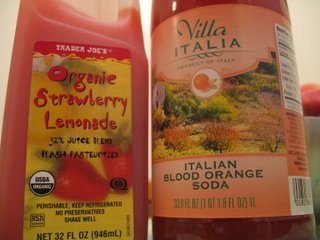 TRADER JOE'S
Organic
Strawberry
Lemonade
32% JUICE BLEND
FLASH PASTEURIZED
USDA
ORGANIC
PERISHABLE. KEEP REFRIGERATED
NO PRESERVATIVES
SHAKE WELL
NSF
NET 32 FL OZ (946mL)
Villa
ITALIA
PRODUCT OF ITALY
ITALIAN
BLOOD ORANGE
SODA
33.8 FL OZ (1 QT 1.8 FL OZ) 1L